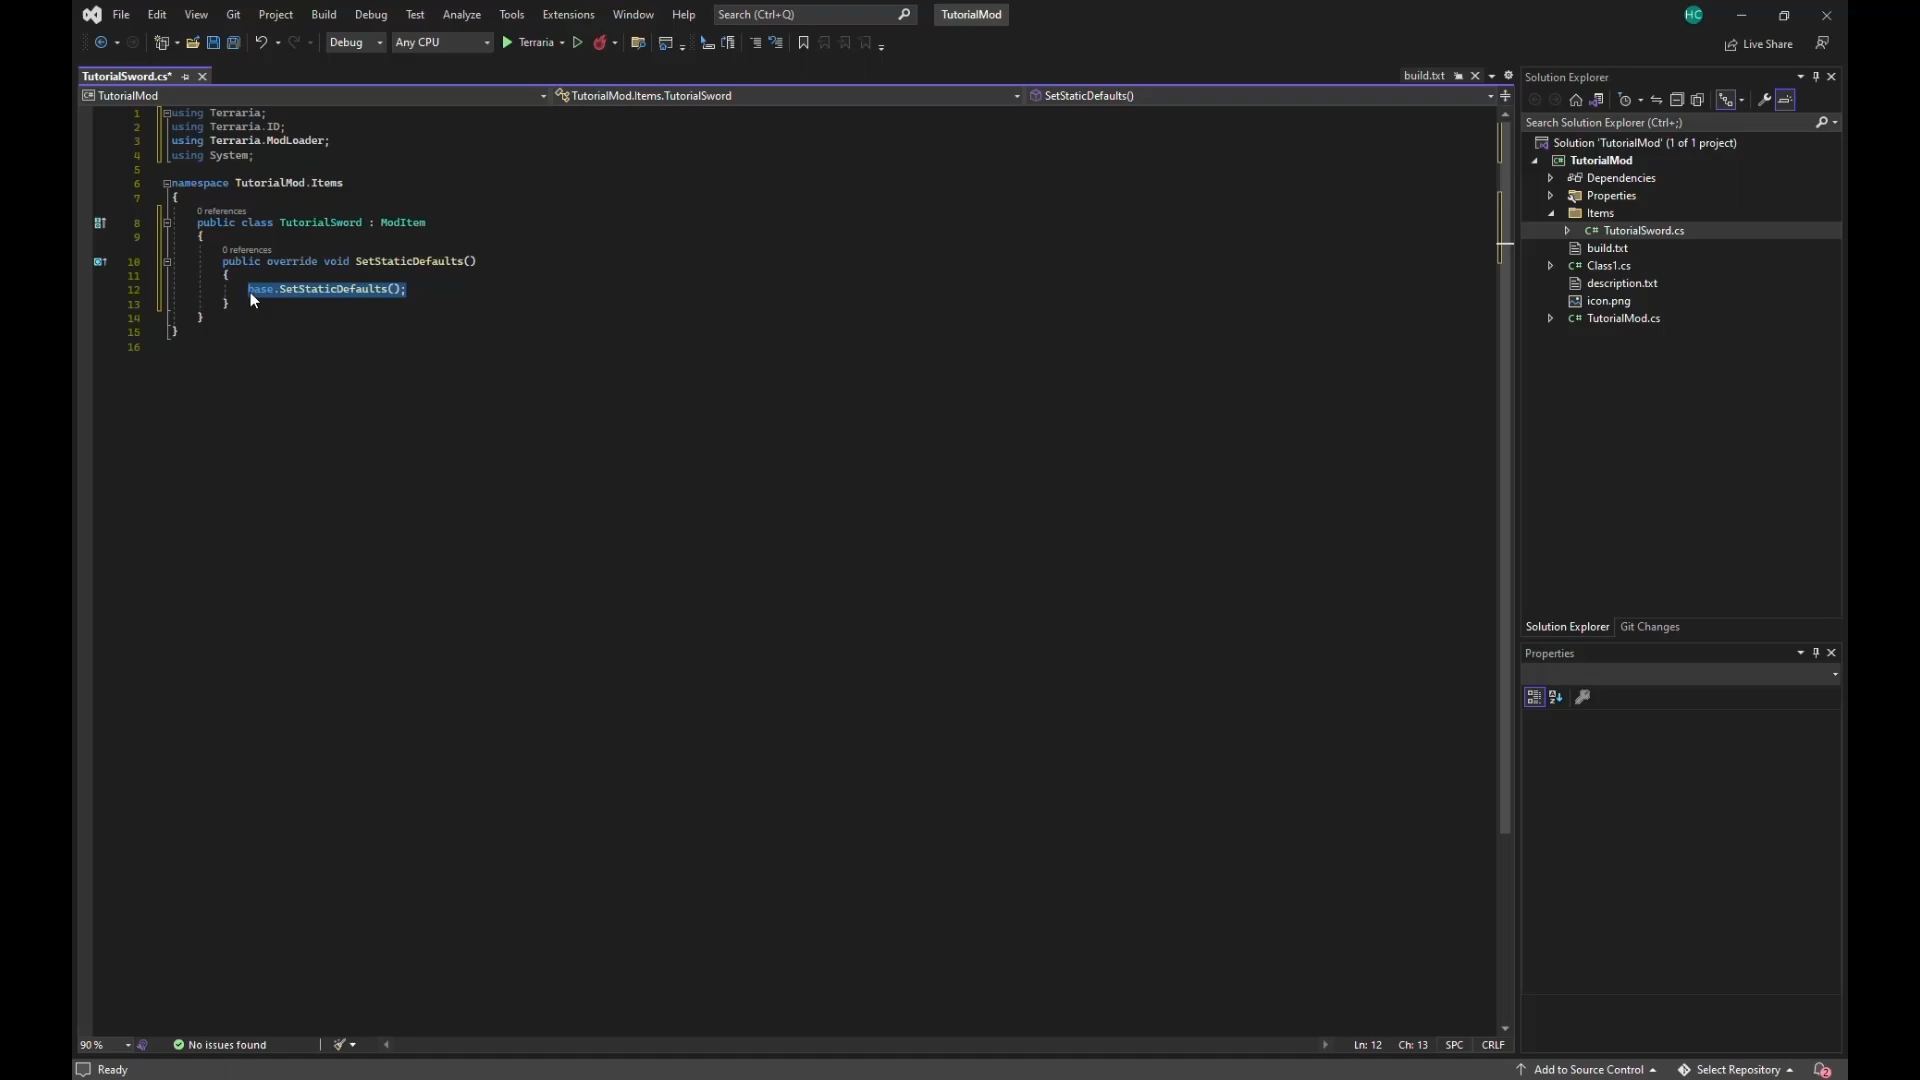 File Edit View Git Project Build Debug Test Analyze Tools Extensions Window Help Search (Ctrl+Q) TutorialMod HC
Debug Any CPU Terraria Live Share
TutorialSword.cs* build.txt
TutorialMod TutorialMod.Items.TutorialSword SetStaticDefaults()
1 using Terraria;
2 using Terraria.ID;
3 using Terraria.ModLoader;
4 using System;
5
6 namespace TutorialMod.Items
7 {
0 references
8 public class TutorialSword : ModItem
9 {
0 references
10 public override void SetStaticDefaults()
11 {
12 base.SetStaticDefaults();
13 }
14 }
15 }
16
90 % No issues found Ln: 12 Ch: 13 SPC CRLF
Solution Explorer
Search Solution Explorer (Ctrl+;)
Solution 'TutorialMod' (1 of 1 project)
C# TutorialMod
Dependencies
Properties
Items
C# TutorialSword.cs
build.txt
C# Class1.cs
description.txt
icon.png
C# TutorialMod.cs
Solution Explorer Git Changes
Properties
Ready Add to Source Control Select Repository 2